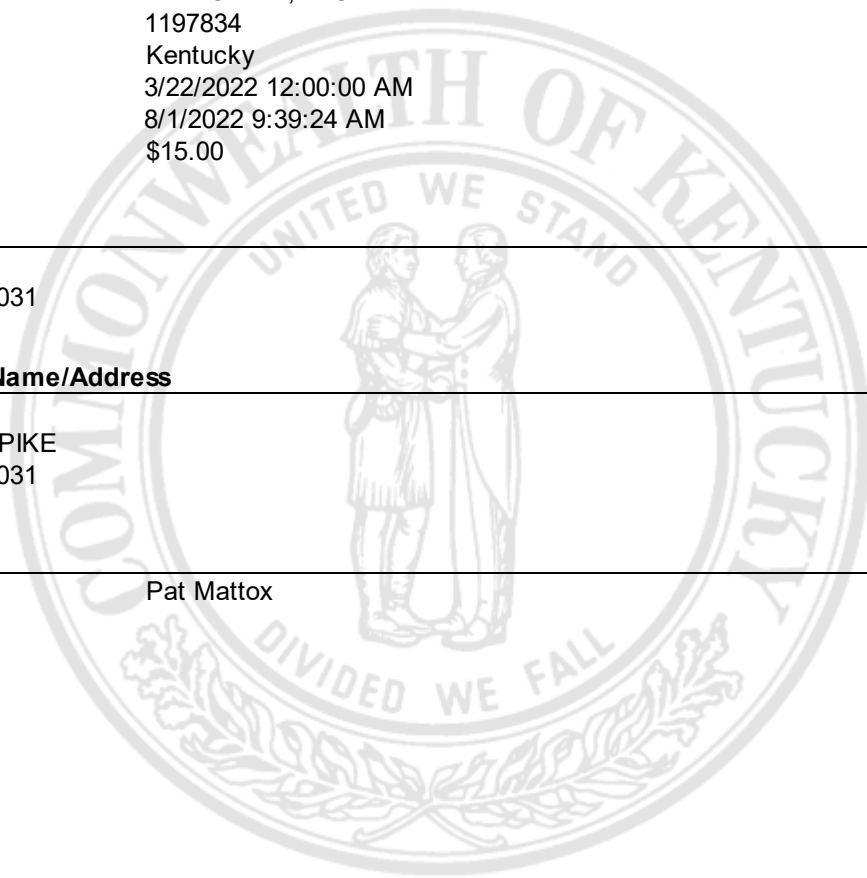 1197834
Kentucky
3/22/2022 12:00:00 AM
8/1/2022 9:39:24 AM
$15.00
031
Name/Address
PIKE
031
Pat Mattox
COMMONWEALTH OF KENTUCKY
UNITED WE STAND
DIVIDED WE FALL